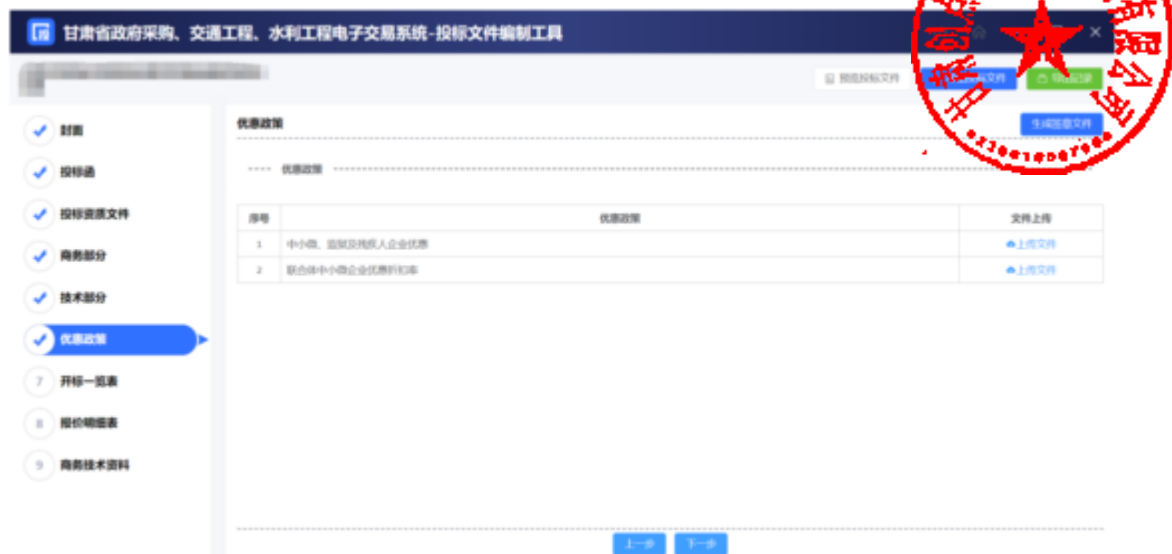 甘肃省政府采购、交通工程、水利工程电子交易系统-投标文件编制工具
预览投标文件
导出记录
封面
投标函
投标资质文件
商务部分
技术部分
优惠政策
7 开标一览表
8 报价明细表
9 商务技术资料
优惠政策
生成签章文件
优惠政策
序号 优惠政策 文件上传
1 中小微、监狱及残疾人企业优惠 上传文件
2 联合体中小微企业优惠折扣率 上传文件
上一步 下一步